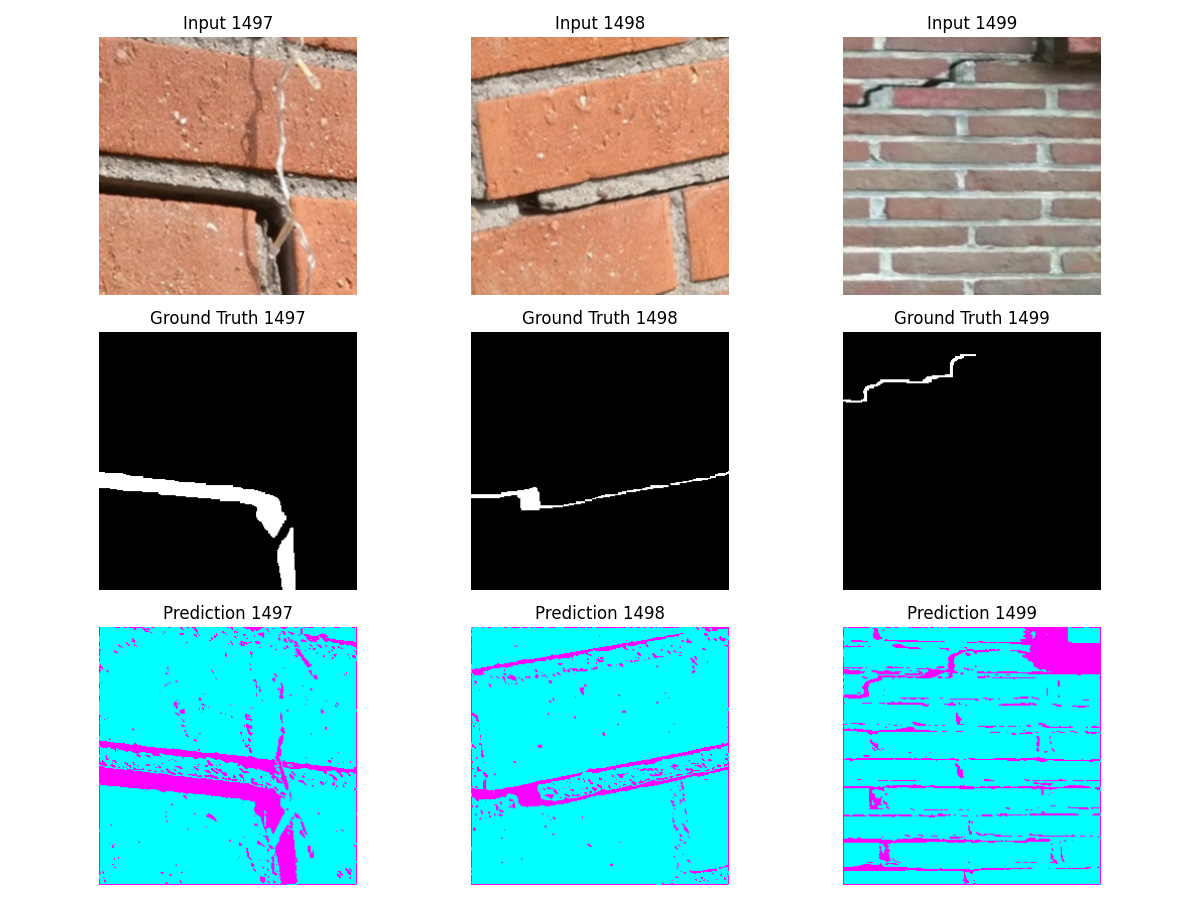 Input 1497
Input 1498
Input 1499
Ground Truth 1497
Ground Truth 1498
Ground Truth 1499
Prediction 1497
Prediction 1498
Prediction 1499